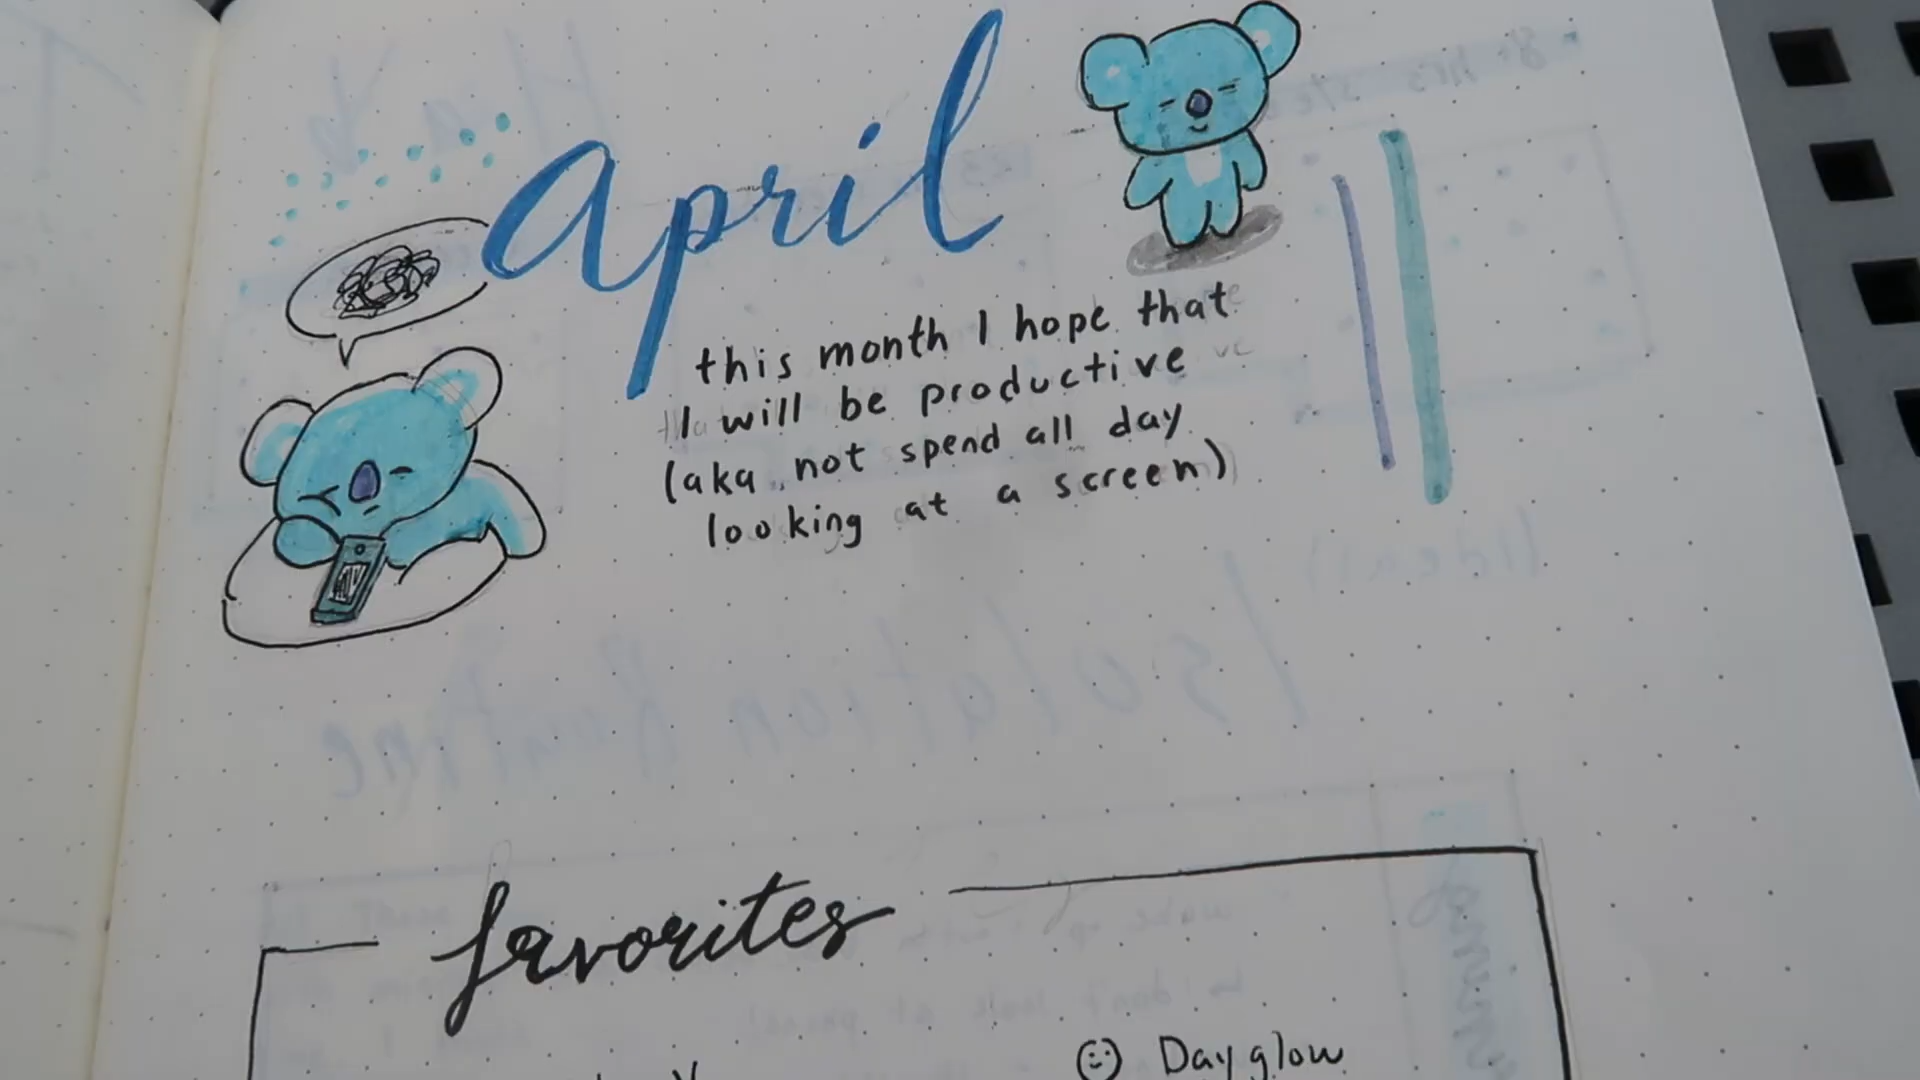 april
this month I hope that
I will be productive
(aka not spend all day
looking at a screen)
favorites
Dayglow